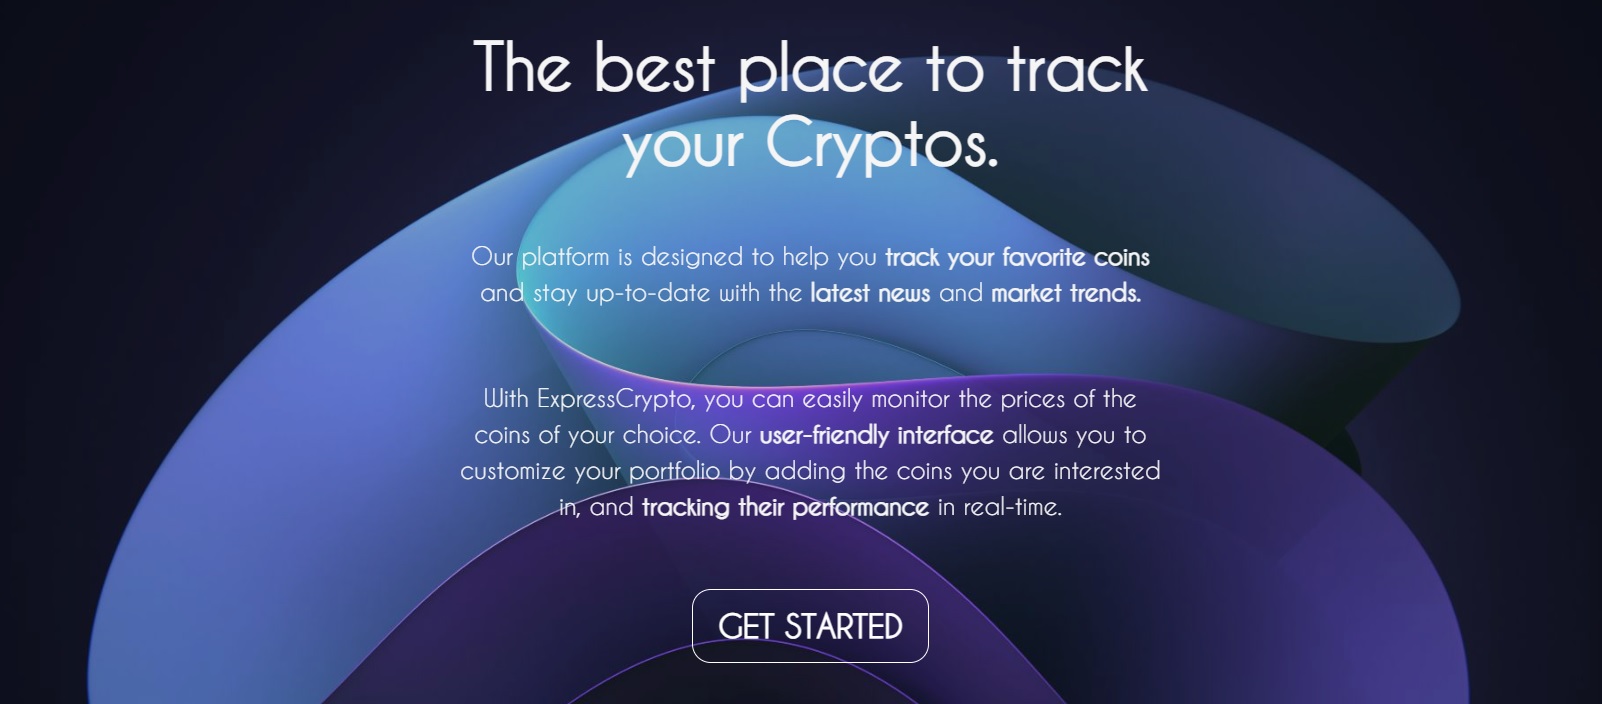 The best place to track
your Cryptos.
Our platform is designed to help you track your favorite coins
and stay up-to-date with the latest news and market trends.
With ExpressCrypto, you can easily monitor the prices of the
coins of your choice. Our user-friendly interface allows you to
customize your portfolio by adding the coins you are interested
in, and tracking their performance in real-time.
GET STARTED